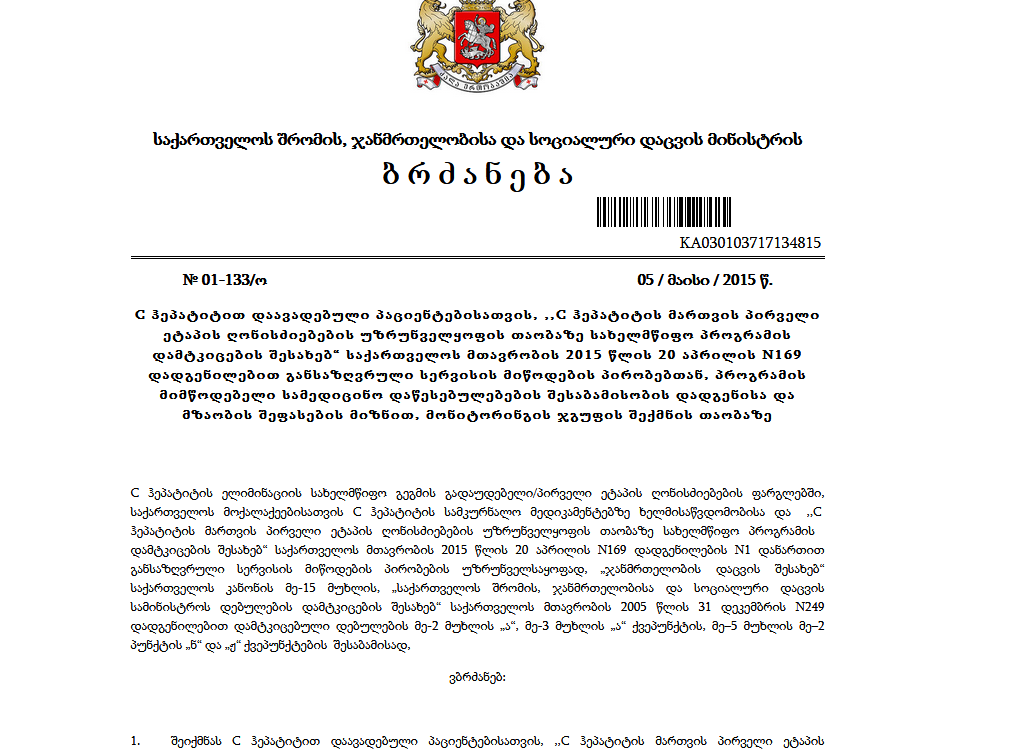 ძალა ერთობაშია
საქართველოს შრომის, ჯანმრთელობისა და სოციალური დაცვის მინისტრის
ბ რ ძ ა ნ ე ბ ა
KA030103717134815
№ 01-133/ო 05 / მაისი / 2015 წ.
C ჰეპატიტით დაავადებული პაციენტებისათვის, ,,C ჰეპატიტის მართვის პირველი
ეტაპის ღონისძიებების უზრუნველყოფის თაობაზე სახელმწიფო პროგრამის
დამტკიცების შესახებ“ საქართველოს მთავრობის 2015 წლის 20 აპრილის N169
დადგენილებით განსაზღვრული სერვისის მიწოდების პირობებთან, პროგრამის
მიმწოდებელი სამედიცინო დაწესებულებების შესაბამისობის დადგენისა და
მზაობის შეფასების მიზნით, მონიტორინგის ჯგუფის შექმნის თაობაზე
C ჰეპატიტის ელიმინაციის სახელმწიფო გეგმის გადაუდებელი/პირველი ეტაპის ღონისძიებების ფარგლებში,
საქართველოს მოქალაქეებისათვის C ჰეპატიტის სამკურნალო მედიკამენტებზე ხელმისაწვდომობისა და ,,C
ჰეპატიტის მართვის პირველი ეტაპის ღონისძიებების უზრუნველყოფის თაობაზე სახელმწიფო პროგრამის
დამტკიცების შესახებ“ საქართველოს მთავრობის 2015 წლის 20 აპრილის N169 დადგენილების N1 დანართით
განსაზღვრული სერვისის მიწოდების პირობების უზრუნველსაყოფად, „ჯანმრთელობის დაცვის შესახებ“
საქართველოს კანონის მე-15 მუხლის, „საქართველოს შრომის, ჯანმრთელობისა და სოციალური დაცვის
სამინისტროს დებულების დამტკიცების შესახებ“ საქართველოს მთავრობის 2005 წლის 31 დეკემბრის N249
დადგენილებით დამტკიცებული დებულების მე-2 მუხლის „ა“, მე-3 მუხლის „ა“ ქვეპუნქტის, მე–5 მუხლის მე–2
პუნქტის „ნ“ და „ჟ“ ქვეპუნქტების შესაბამისად,
ვბრძანებ:
1. შეიქმნას C ჰეპატიტით დაავადებული პაციენტებისათვის, ,,C ჰეპატიტის მართვის პირველი ეტაპის